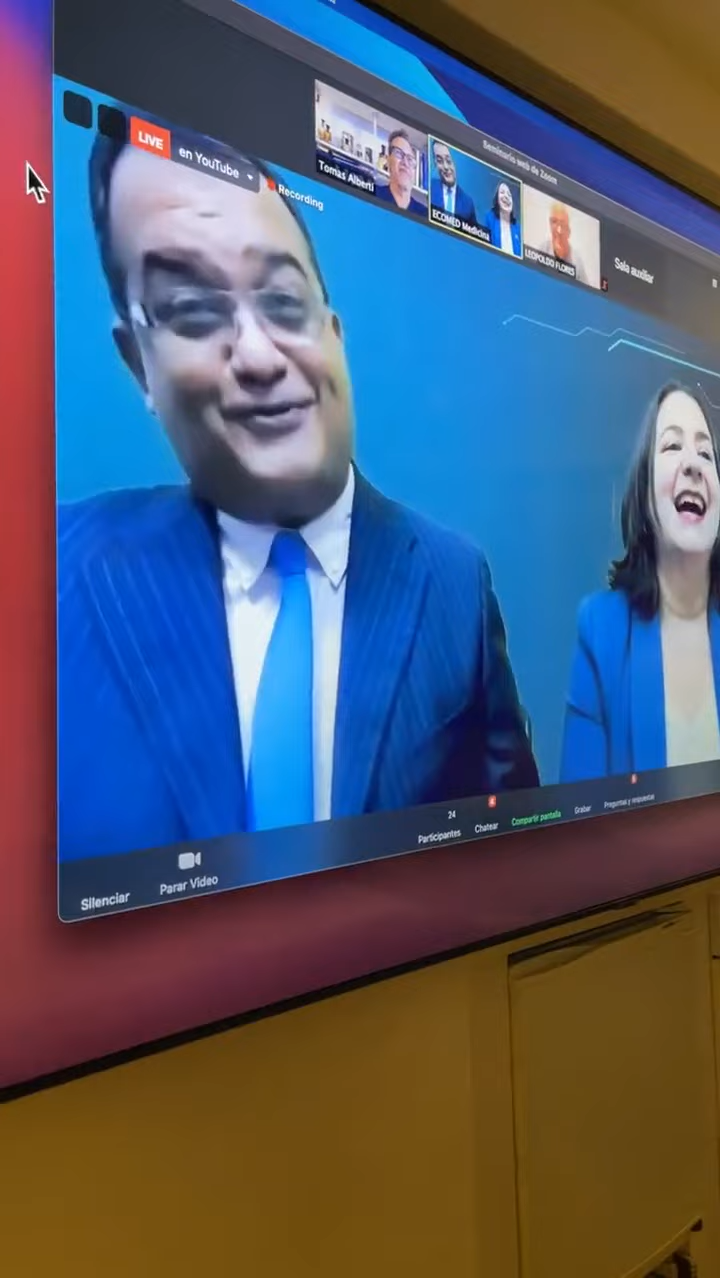 Seminario web de Zoom
LIVE
en YouTube
Recording
Tomas Alberti
ECOMED Medicina
LEOPOLDO FLORES
Sala auxiliar
Silenciar
Parar Video
24
Participantes
Chatear
Compartir pantalla
Grabar
Preguntas y respuestas